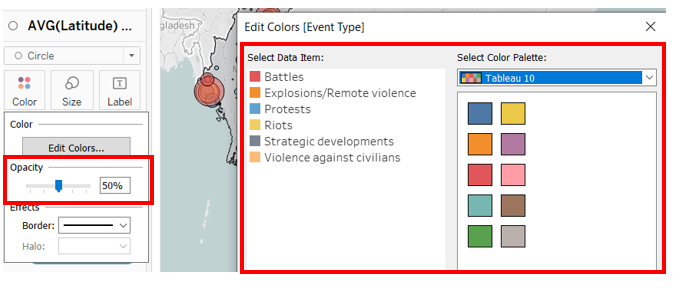 AVG(Latitude) ...
Circle
Color
Size
T
Label
Color
Edit Colors...
Opacity
50%
Effects
Border:
Halo:
gladesh
Edit Colors [Event Type]
Select Data Item:
Battles
Explosions/Remote violence
Protests
Riots
Strategic developments
Violence against civilians
Select Color Palette:
Tableau 10